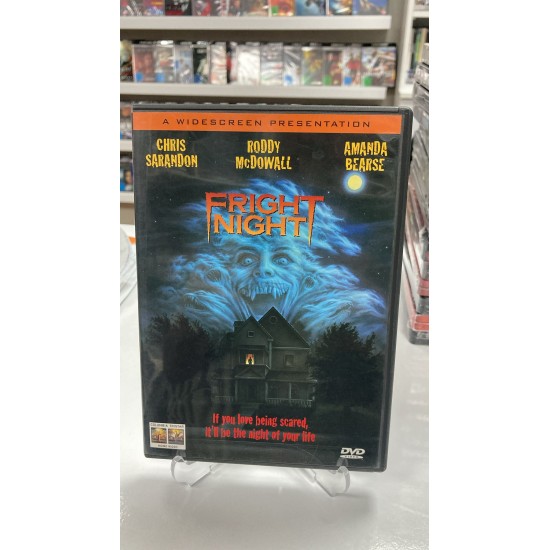 A WIDESCREEN PRESENTATION
CHRIS
SARANDON
RODDY
McDOWALL
AMANDA
BEARSE
FRIGHT
NIGHT
If you love being scared,
it'll be the night of your life
DVD